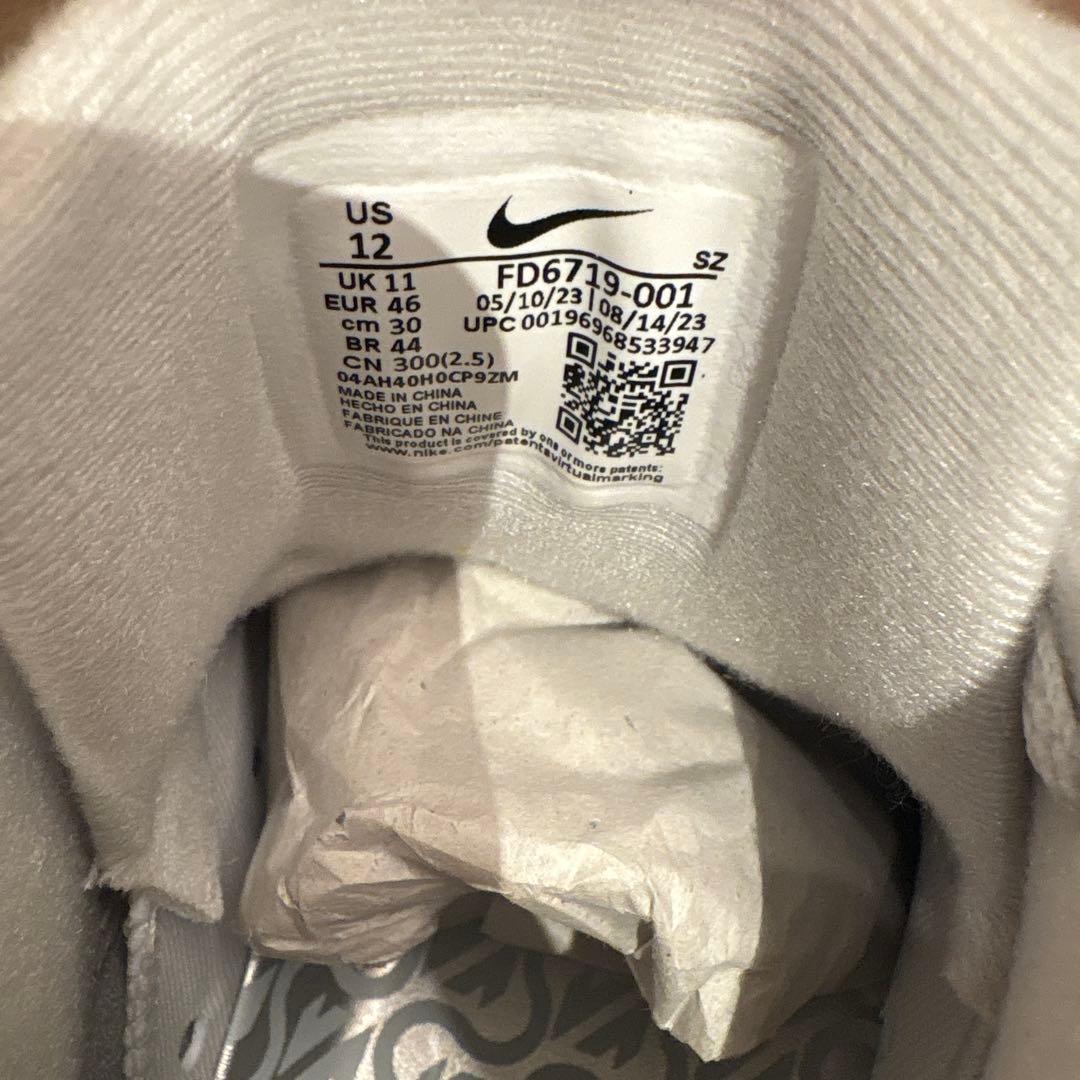 US
12
SZ
UK 11
EUR 46
cm 30
BR 44
CN 300(2.5)
FD6719-001
05/10/23 | 08/14/23
UPC 00196968533947
04AH40H0CP9ZM
MADE IN CHINA
HECHO EN CHINA
FABRIQUE EN CHINE
FABRICADO NA CHINA
This product is covered by one or more patents:
www.nike.com/patentsvirtualmarking